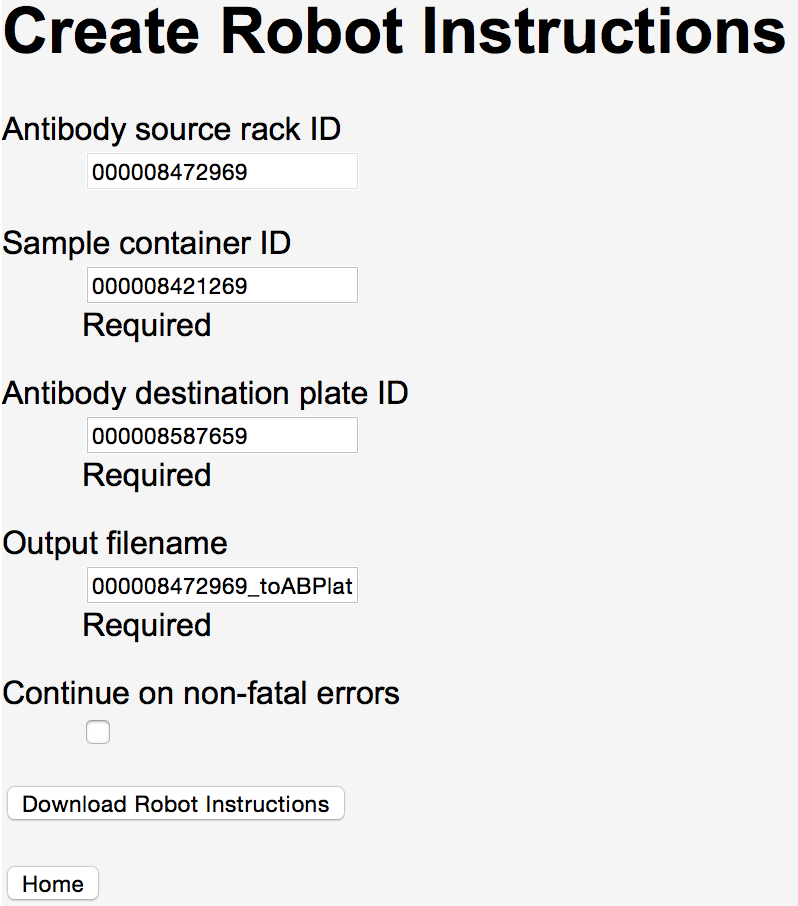 Create Robot Instructions
Antibody source rack ID
000008472969
Sample container ID
000008421269
Required
Antibody destination plate ID
000008587659
Required
Output filename
000008472969_toABPlat
Required
Continue on non-fatal errors
Download Robot Instructions
Home